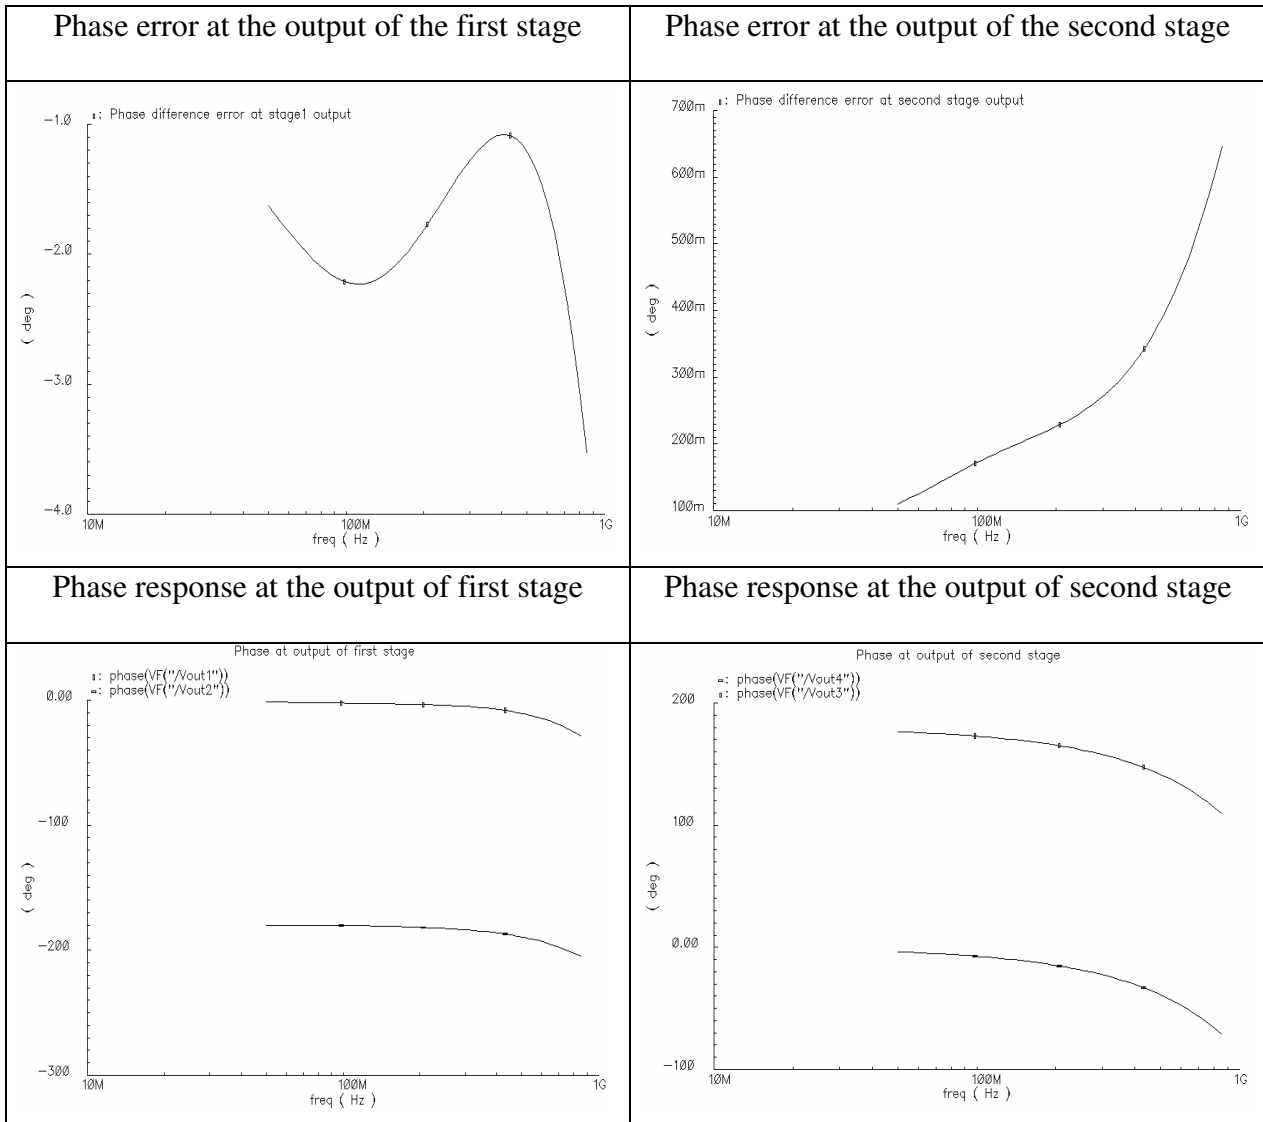 Phase error at the output of the first stage
Phase error at the output of the second stage
▯: Phase difference error at stage1 output
-1.0
-2.0
-3.0
-4.0
( deg )
10M
100M
1G
freq ( Hz )
▯: Phase difference error at second stage output
700m
600m
500m
400m
300m
200m
100m
( deg )
10M
100M
1G
freq ( Hz )
Phase response at the output of first stage
Phase response at the output of second stage
Phase at output of first stage
▯: phase(VF("/Vout1"))
▭: phase(VF("/Vout2"))
0.00
-100
-200
-300
( deg )
10M
100M
1G
freq ( Hz )
Phase at output of second stage
▭: phase(VF("/Vout4"))
▯: phase(VF("/Vout3"))
200
100
0.00
-100
( deg )
10M
100M
1G
freq ( Hz )